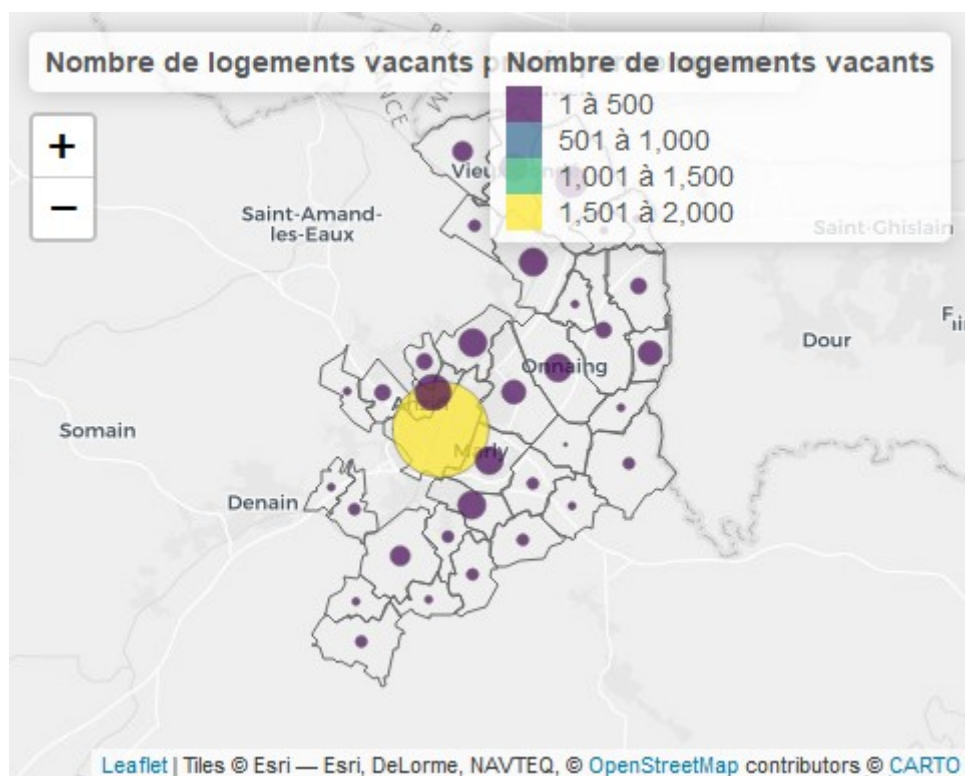 Nombre de logements vacants p
Nombre de logements vacants
1 à 500
501 à 1,000
1,001 à 1,500
1,501 à 2,000
+
−
Saint-Amand-
les-Eaux
Saint-Ghislain
Dour
Onnaing
Somain
Marly
Denain
Leaflet | Tiles © Esri — Esri, DeLorme, NAVTEQ, © OpenStreetMap contributors © CARTO